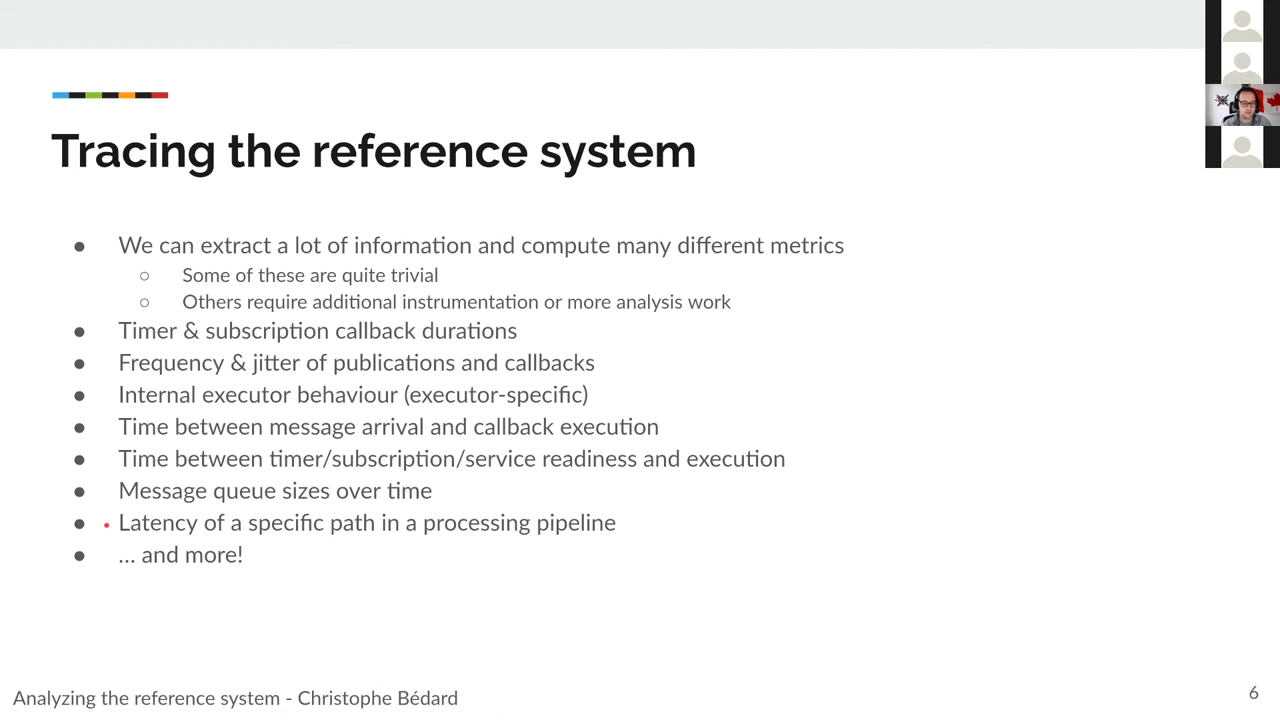 Tracing the reference system
● We can extract a lot of information and compute many different metrics
○ Some of these are quite trivial
○ Others require additional instrumentation or more analysis work
● Timer & subscription callback durations
● Frequency & jitter of publications and callbacks
● Internal executor behaviour (executor-specific)
● Time between message arrival and callback execution
● Time between timer/subscription/service readiness and execution
● Message queue sizes over time
● Latency of a specific path in a processing pipeline
● ... and more!
Analyzing the reference system - Christophe Bédard
6